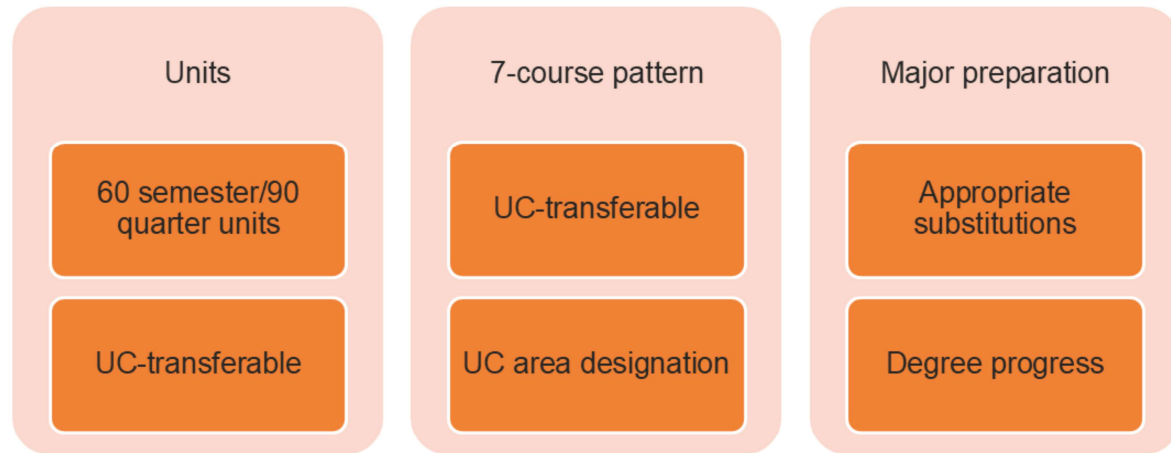 Units
60 semester/90
quarter units
UC-transferable
7-course pattern
UC-transferable
UC area designation
Major preparation
Appropriate
substitutions
Degree progress